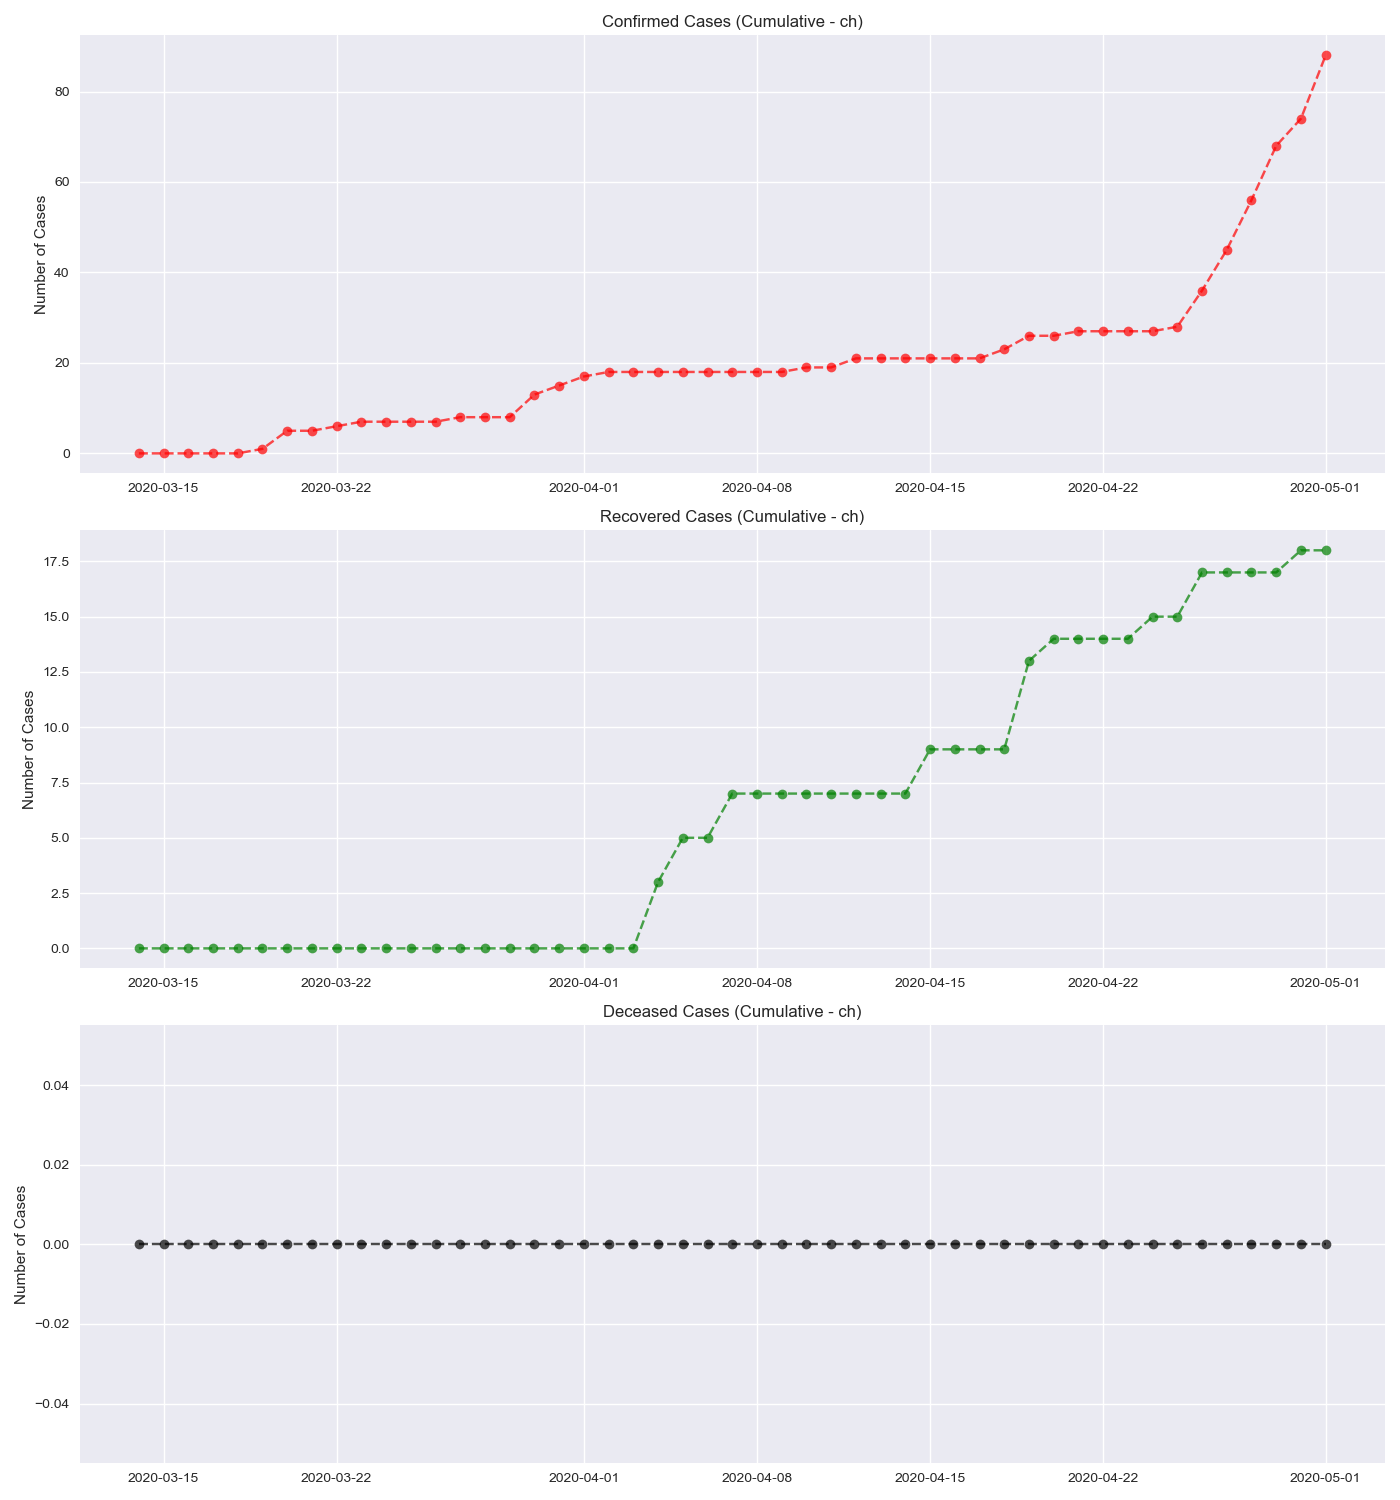 Confirmed Cases (Cumulative - ch)
80
60
40
20
0
Number of Cases
2020-03-15 2020-03-22 2020-04-01 2020-04-08 2020-04-15 2020-04-22 2020-05-01
Recovered Cases (Cumulative - ch)
17.5
15.0
12.5
10.0
7.5
5.0
2.5
0.0
Number of Cases
2020-03-15 2020-03-22 2020-04-01 2020-04-08 2020-04-15 2020-04-22 2020-05-01
Deceased Cases (Cumulative - ch)
0.04
0.02
0.00
−0.02
−0.04
Number of Cases
2020-03-15 2020-03-22 2020-04-01 2020-04-08 2020-04-15 2020-04-22 2020-05-01